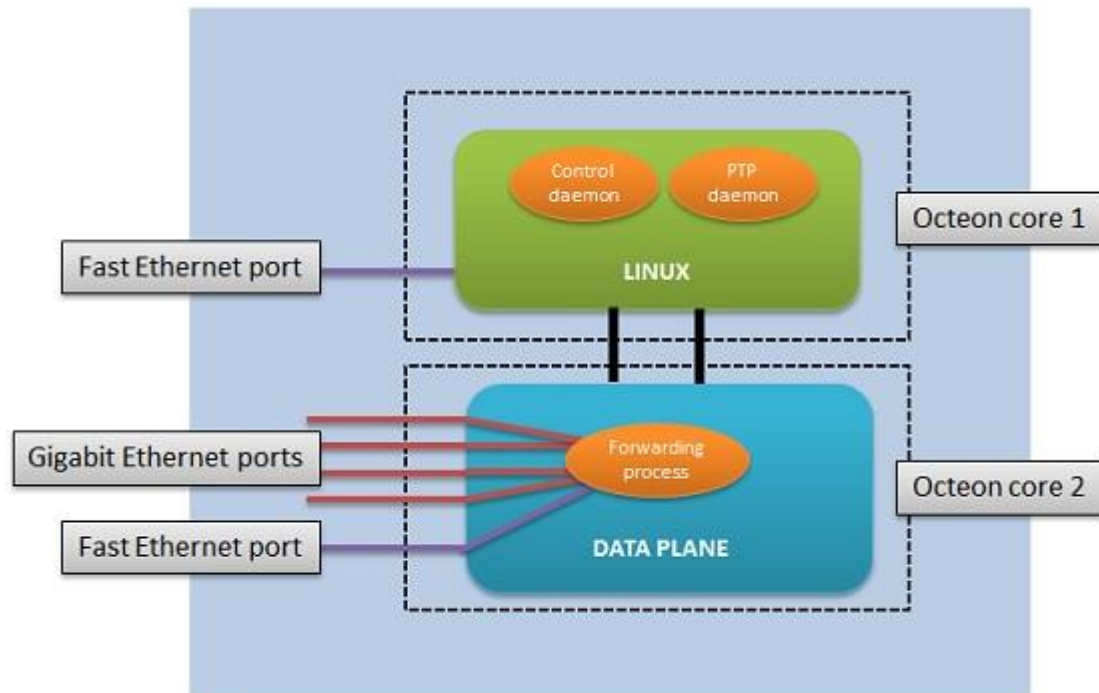 Control
daemon
PTP
daemon
Octeon core 1
Fast Ethernet port
LINUX
Gigabit Ethernet ports
Forwarding
process
Octeon core 2
Fast Ethernet port
DATA PLANE